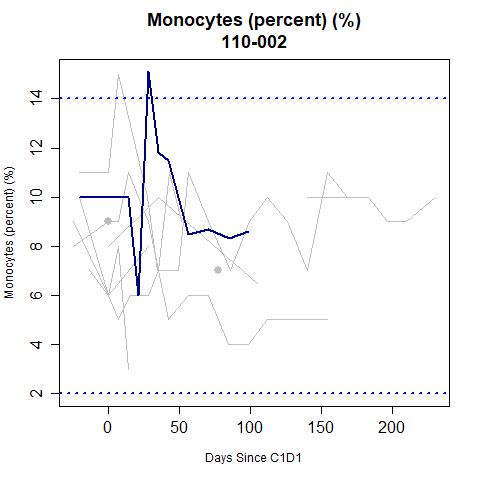 Monocytes (percent) (%)
110-002
Monocytes (percent) (%)
14
12
10
8
6
4
2
0 50 100 150 200
Days Since C1D1